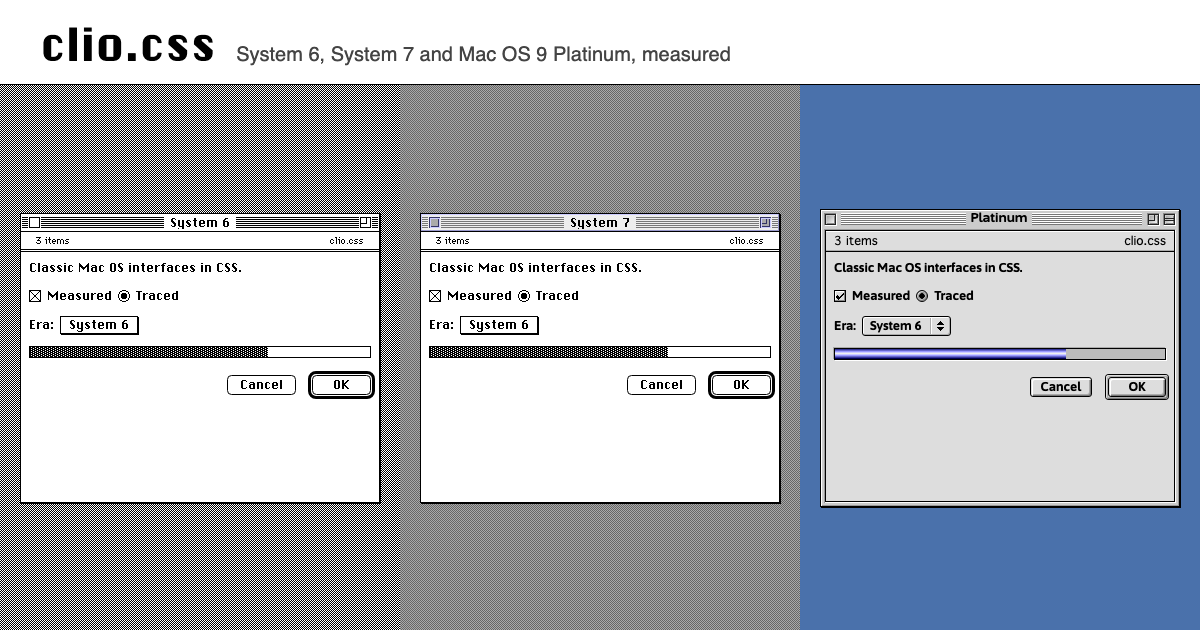 clio.css System 6, System 7 and Mac OS 9 Platinum, measured
System 6
3 items clio.css
Classic Mac OS interfaces in CSS.
Measured Traced
Era: System 6
Cancel OK
System 7
3 items clio.css
Classic Mac OS interfaces in CSS.
Measured Traced
Era: System 6
Cancel OK
Platinum
3 items clio.css
Classic Mac OS interfaces in CSS.
Measured Traced
Era: System 6
Cancel OK